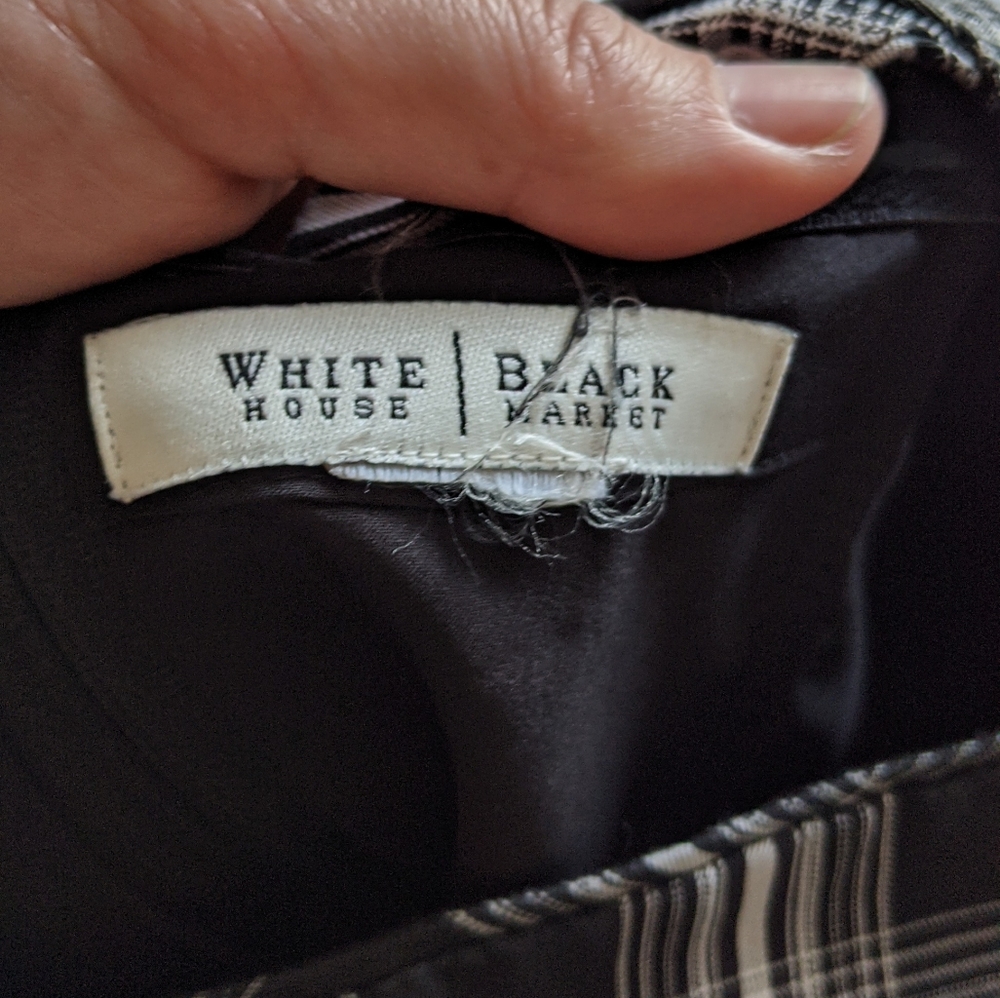 WHITE | BLACK
HOUSE MARKET